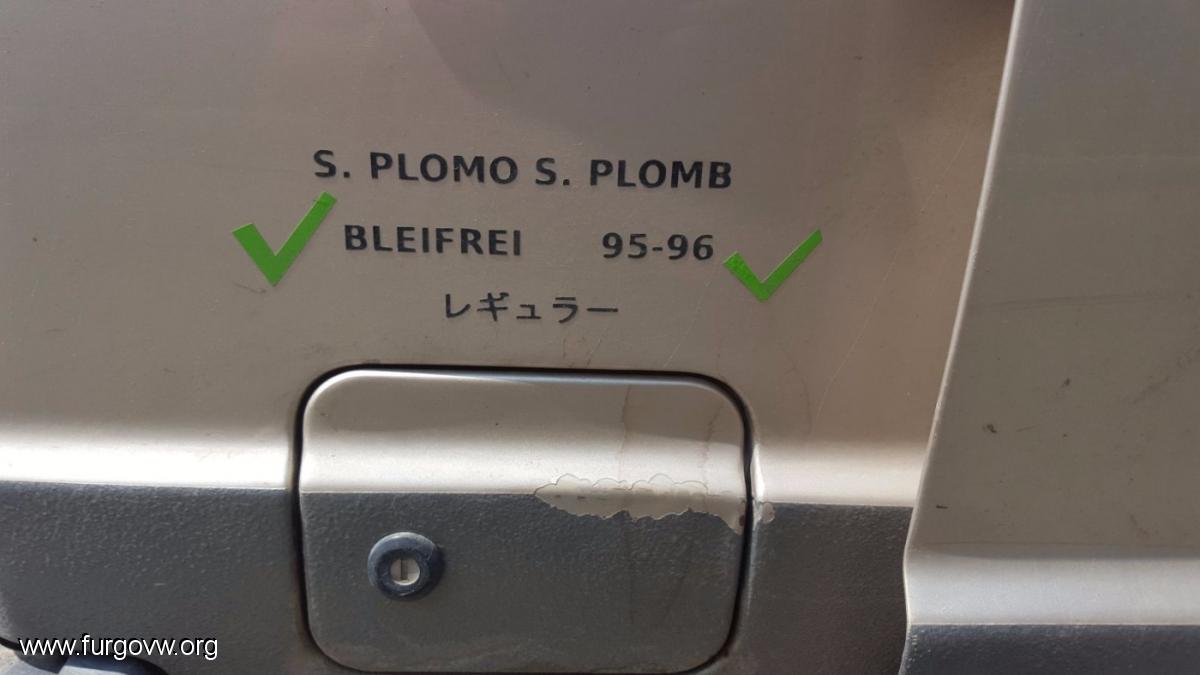 S. PLOMO S. PLOMB
BLEIFREI 95-96
レギュラー
www.furgovw.org